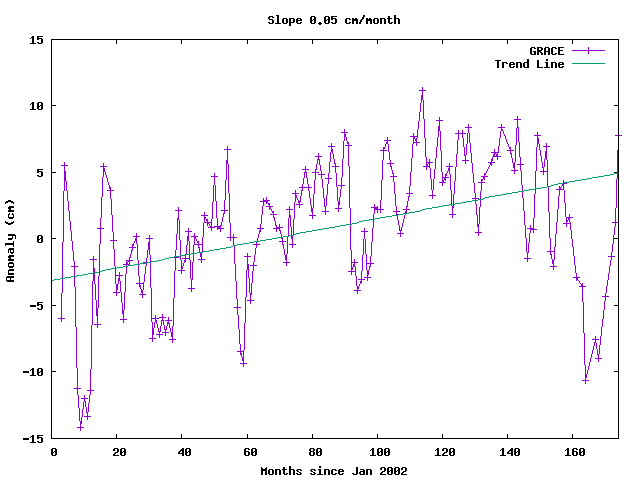 Slope 0.05 cm/month
15
GRACE
Trend Line
10
5
Anomaly (cm)
0
-5
-10
-15
0 20 40 60 80 100 120 140 160
Months since Jan 2002